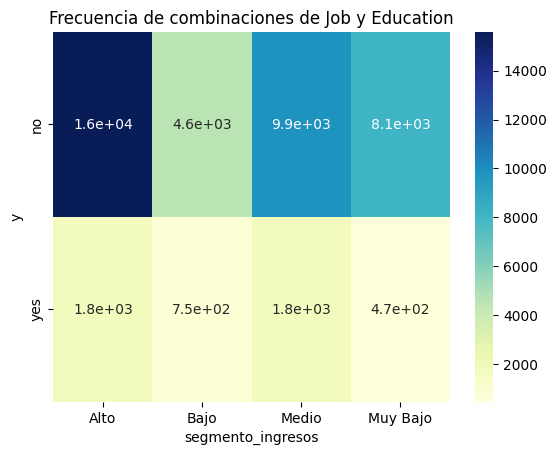 Frecuencia de combinaciones de Job y Education
no
1.6e+04 4.6e+03 9.9e+03 8.1e+03
yes
1.8e+03 7.5e+02 1.8e+03 4.7e+02
y
Alto Bajo Medio Muy Bajo
segmento_ingresos
14000
12000
10000
8000
6000
4000
2000